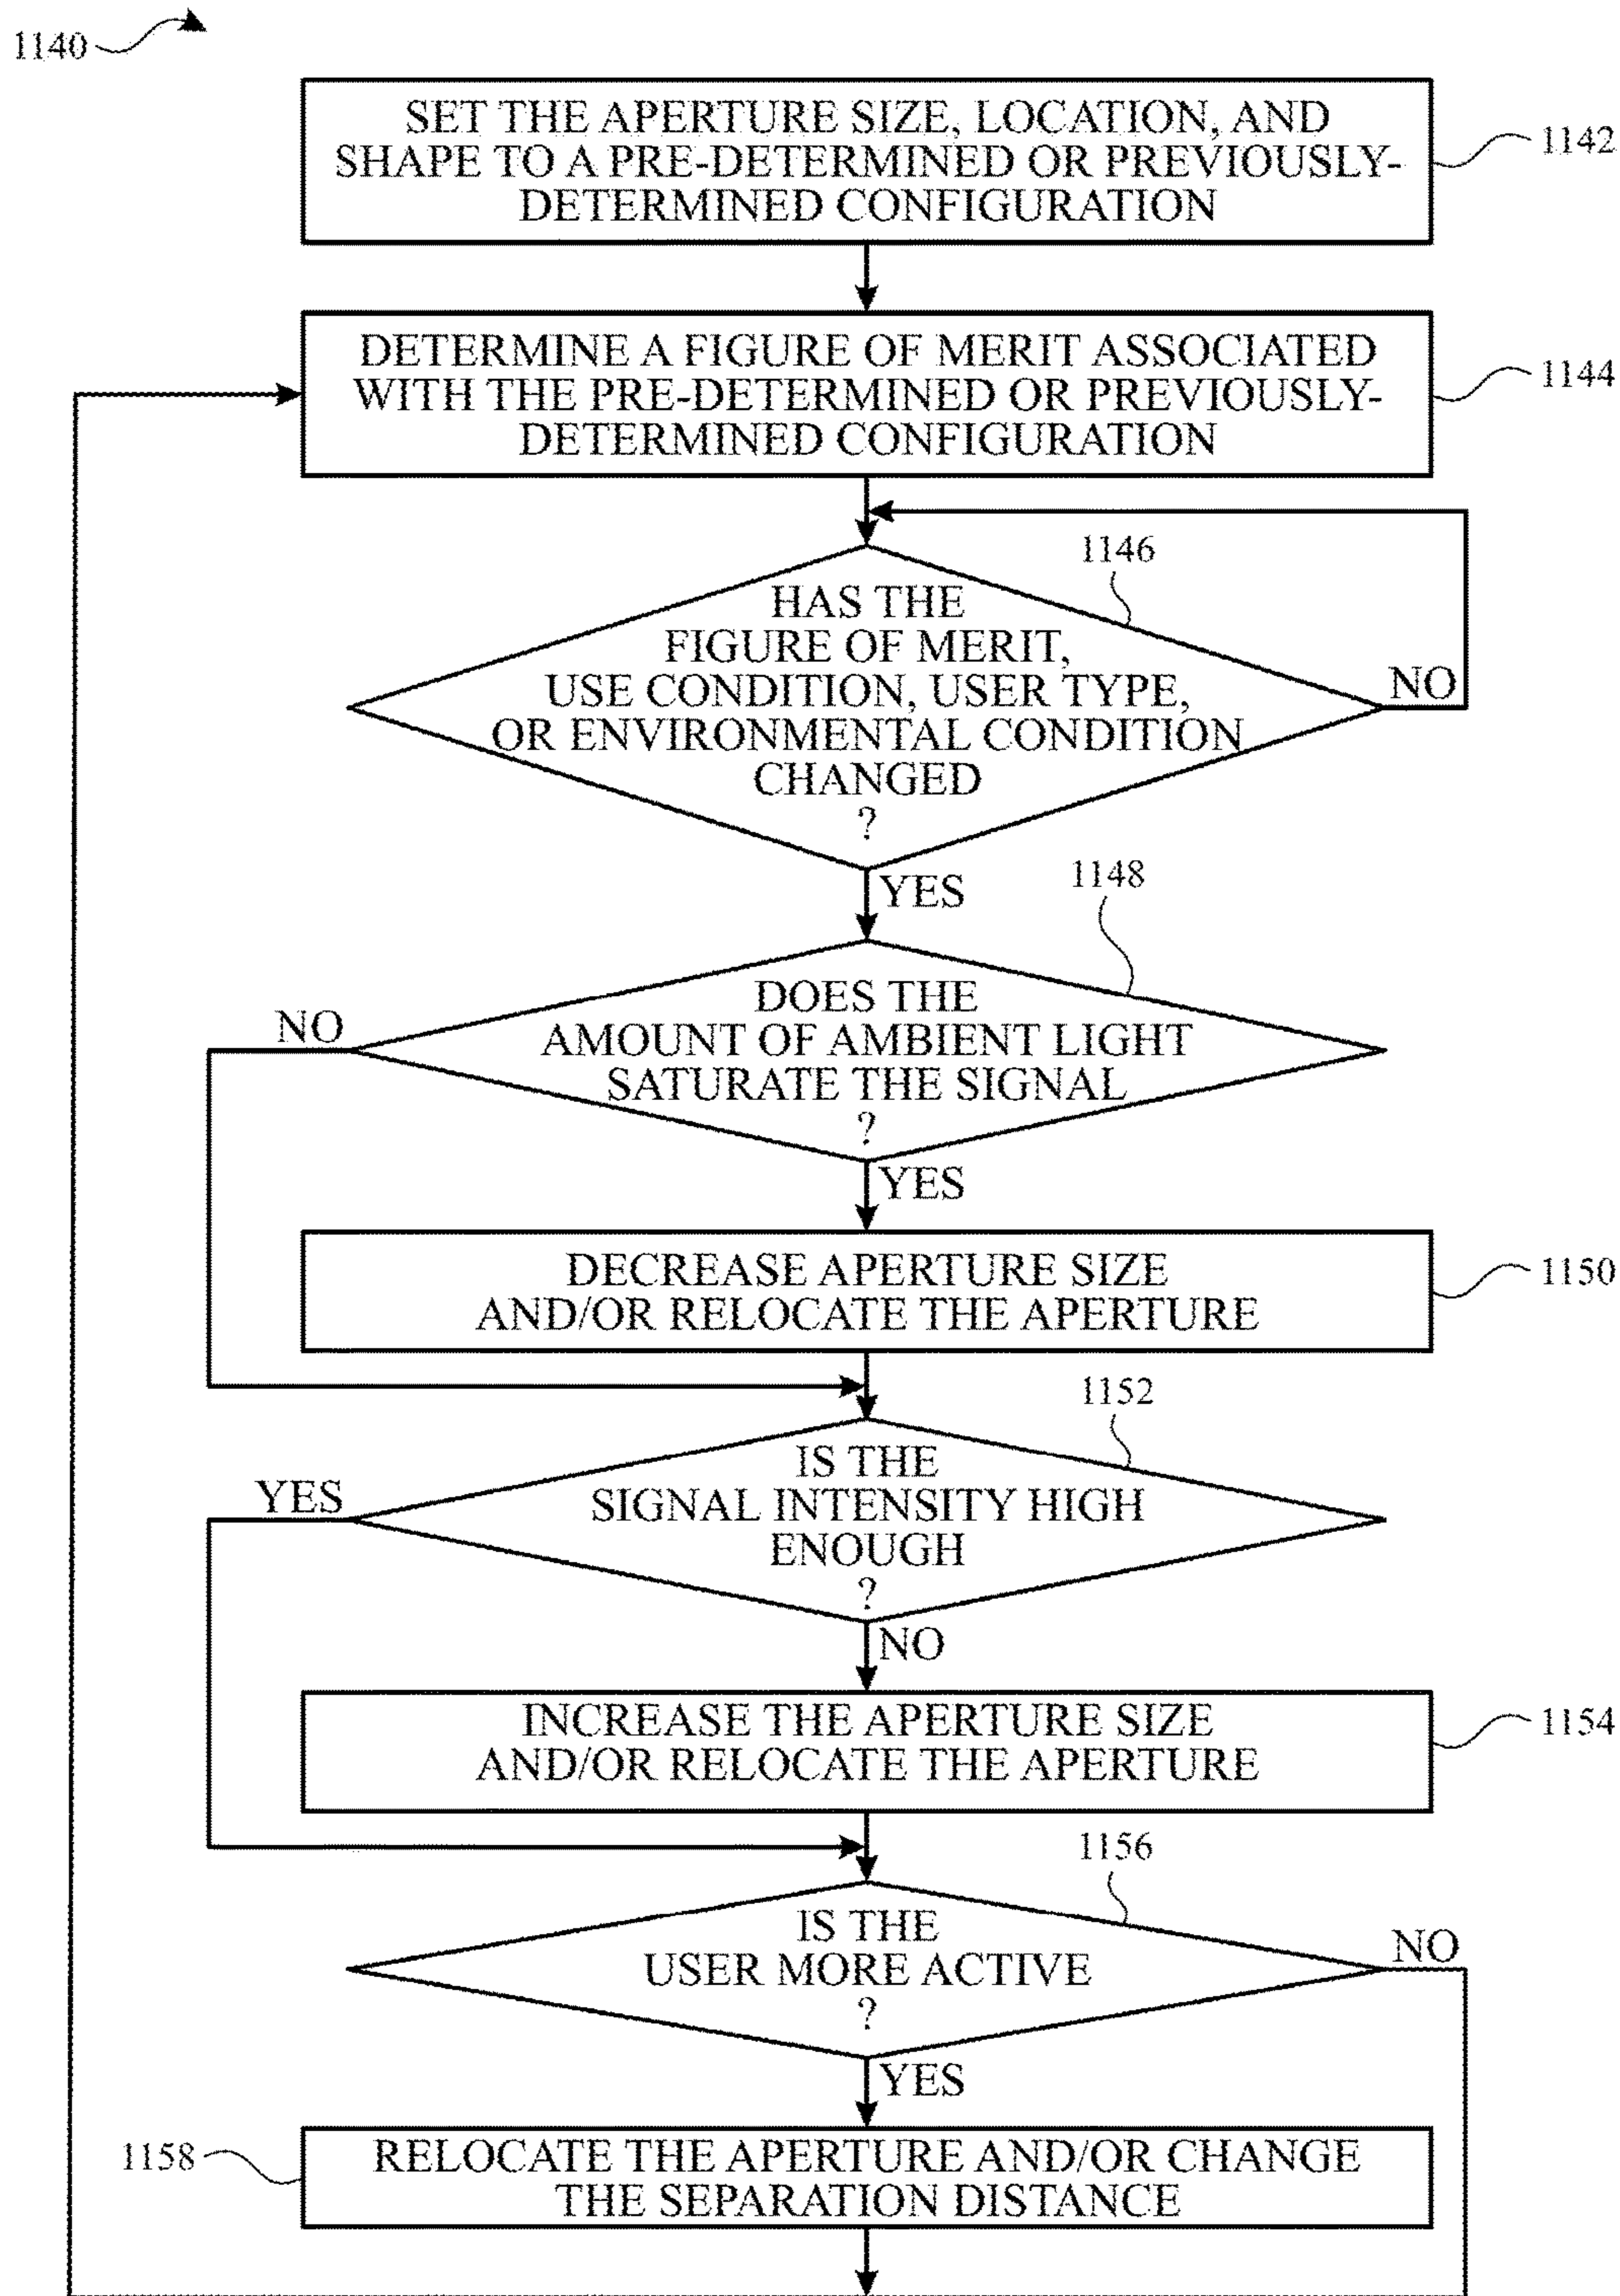 1140
SET THE APERTURE SIZE, LOCATION, AND
SHAPE TO A PRE-DETERMINED OR PREVIOUSLY-
DETERMINED CONFIGURATION
1142
DETERMINE A FIGURE OF MERIT ASSOCIATED
WITH THE PRE-DETERMINED OR PREVIOUSLY-
DETERMINED CONFIGURATION
1144
1146
HAS THE
FIGURE OF MERIT,
USE CONDITION, USER TYPE,
OR ENVIRONMENTAL CONDITION
CHANGED
?
NO
YES
1148
DOES THE
AMOUNT OF AMBIENT LIGHT
SATURATE THE SIGNAL
?
NO
YES
DECREASE APERTURE SIZE
AND/OR RELOCATE THE APERTURE
1150
1152
IS THE
SIGNAL INTENSITY HIGH
ENOUGH
?
YES
NO
INCREASE THE APERTURE SIZE
AND/OR RELOCATE THE APERTURE
1154
1156
IS THE
USER MORE ACTIVE
?
NO
YES
1158
RELOCATE THE APERTURE AND/OR CHANGE
THE SEPARATION DISTANCE